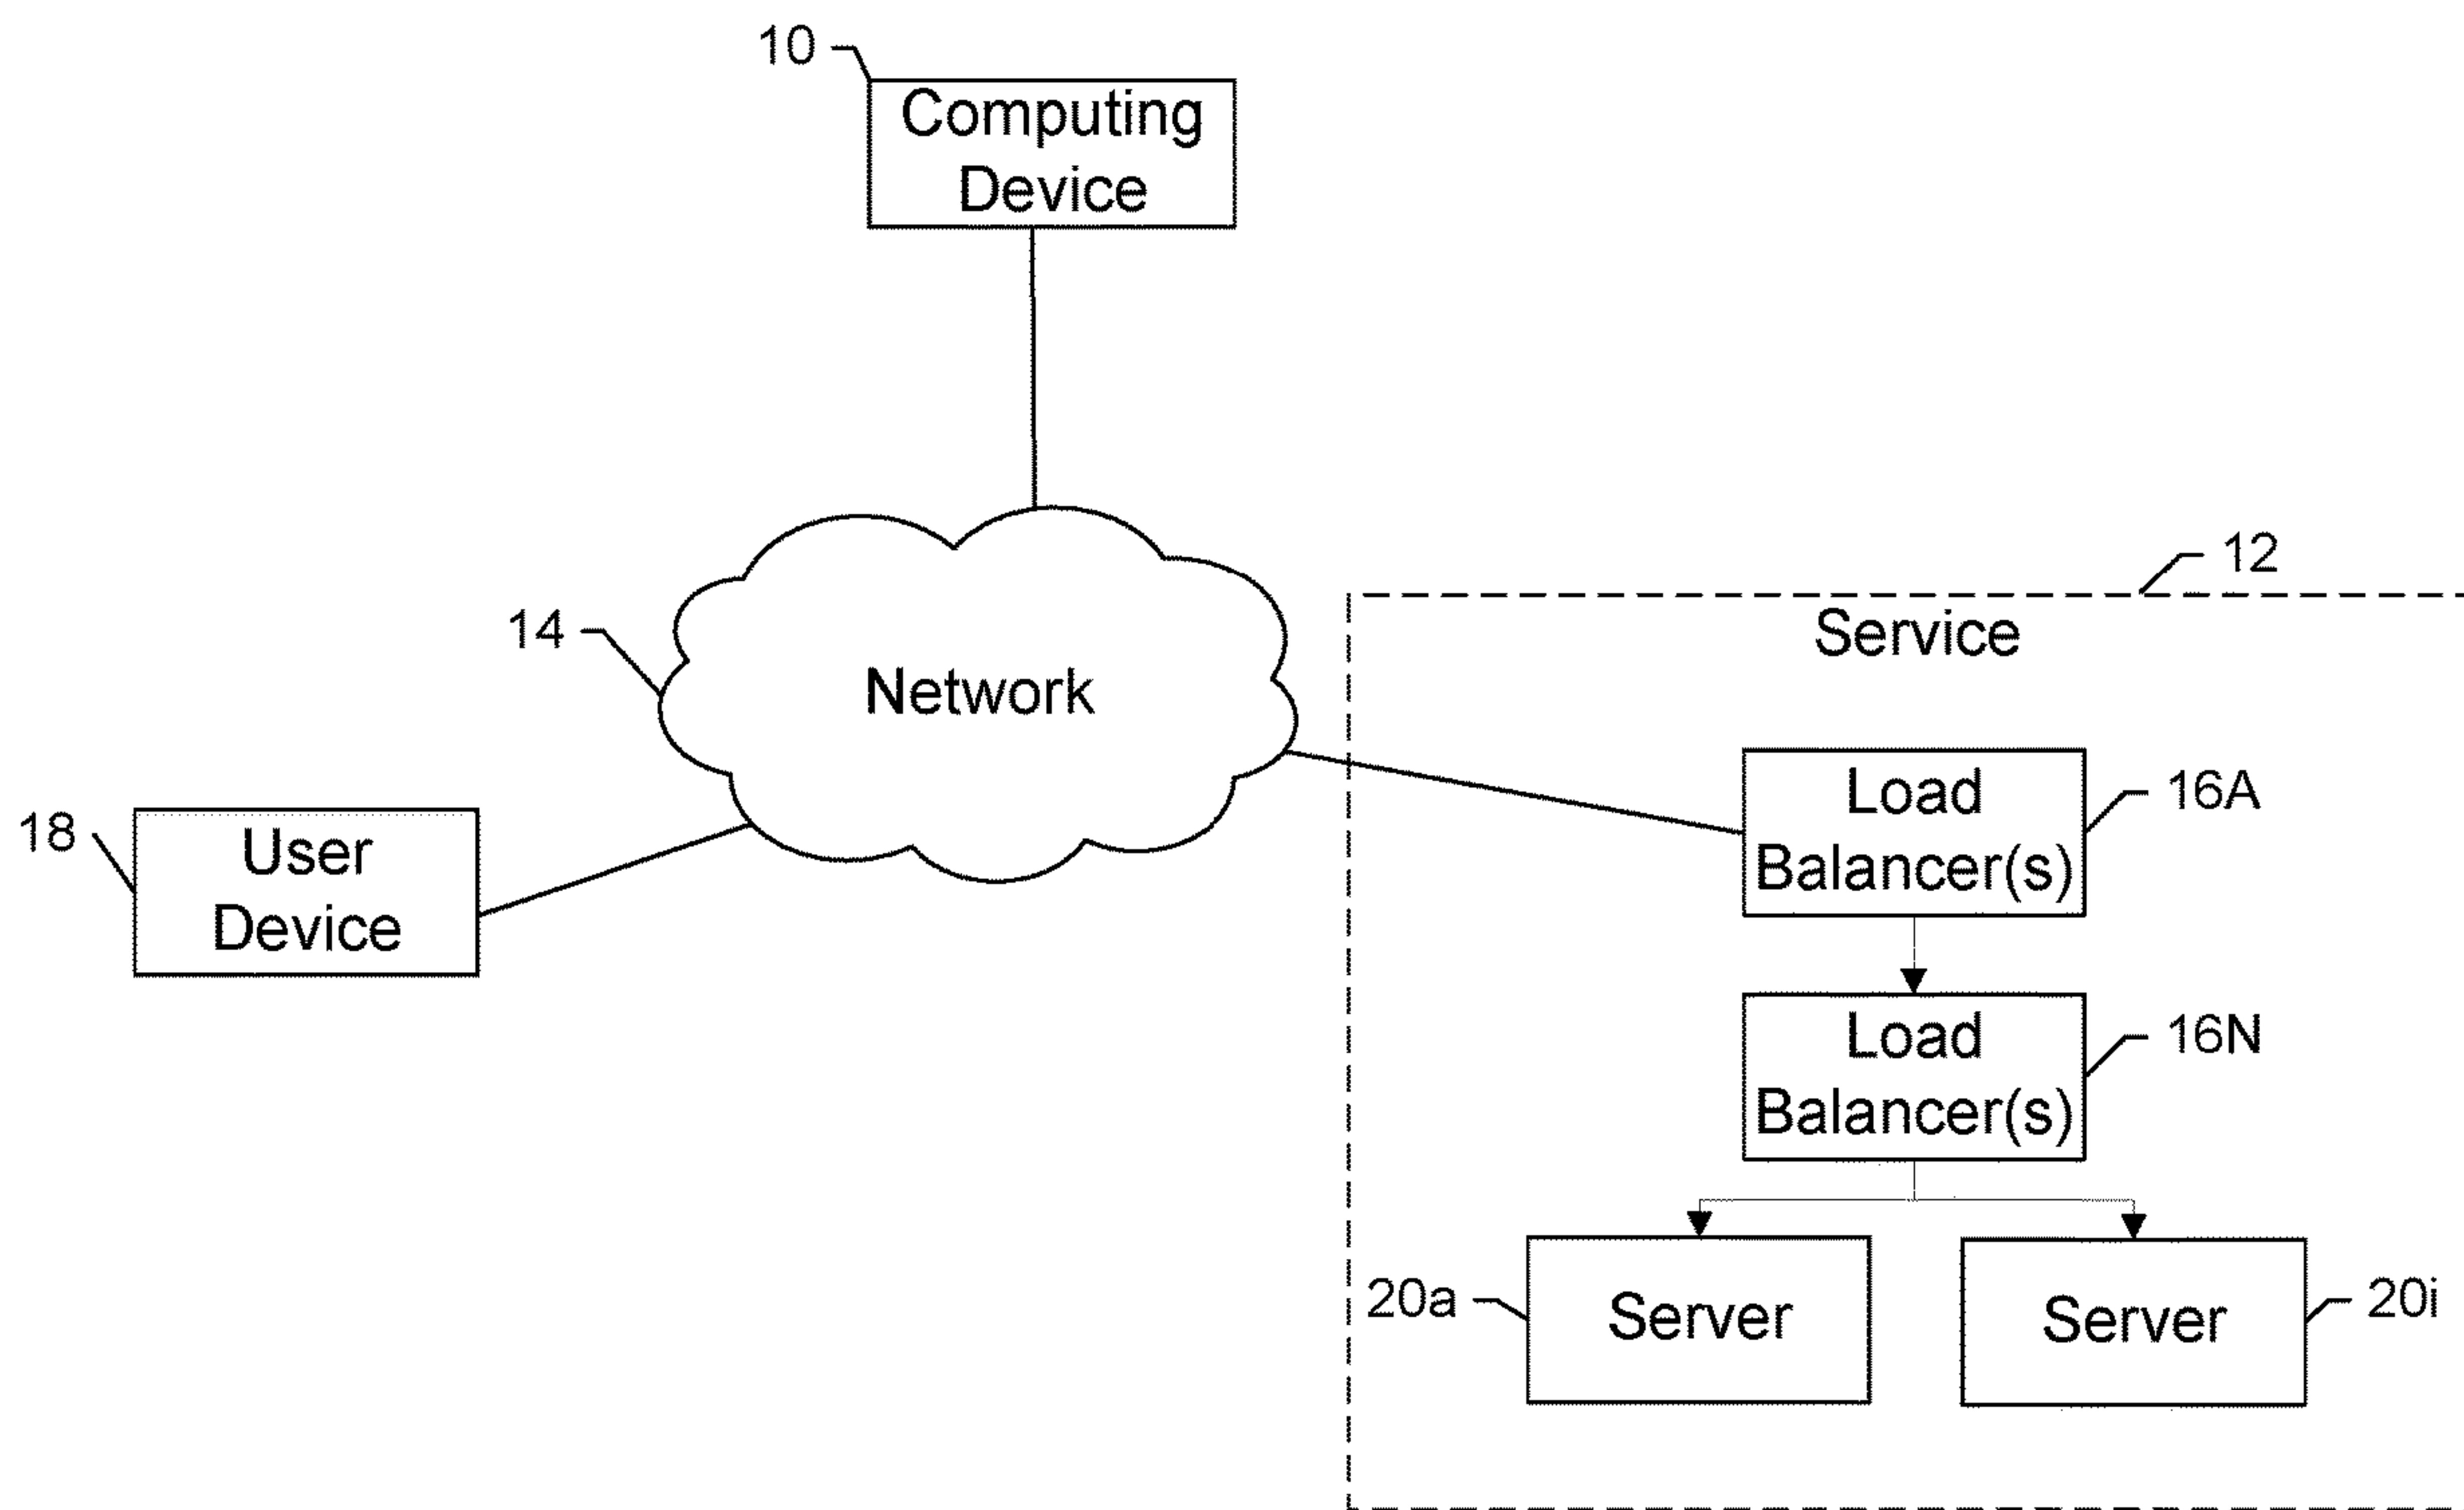 10
Computing
Device
12
Service
14
Network
Load
Balancer(s)
16A
18
User
Device
Load
Balancer(s)
16N
20a
Server
Server
20i